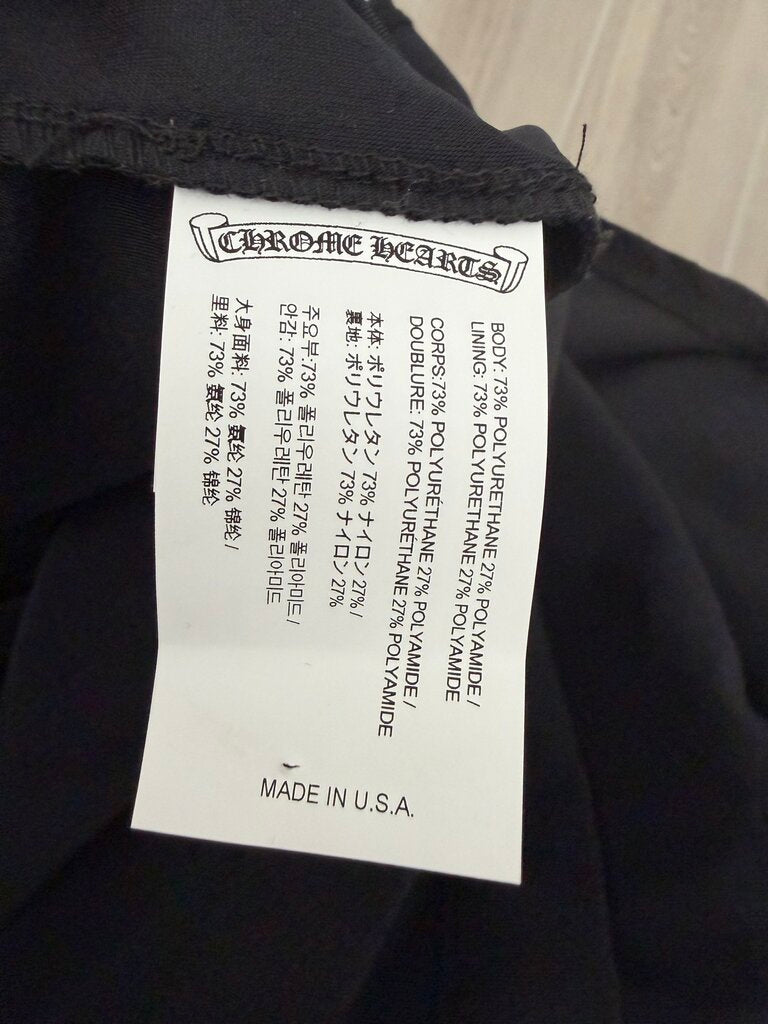 CHROME HEARTS
BODY: 73% POLYURETHANE 27% POLYAMIDE /
LINING: 73% POLYURETHANE 27% POLYAMIDE
CORPS:73% POLYURÉTHANE 27% POLYAMIDE /
DOUBLURE: 73% POLYURÉTHANE 27% POLYAMIDE
本体: ポリウレタン 73% ナイロン 27% /
裏地: ポリウレタン 73% ナイロン 27%
주요부:73% 폴리우레탄 27% 폴리아미드 /
안감: 73% 폴리우레탄 27% 폴리아미드
大身面料: 73% 氨纶 27% 锦纶 /
里料: 73% 氨纶 27% 锦纶
MADE IN U.S.A.